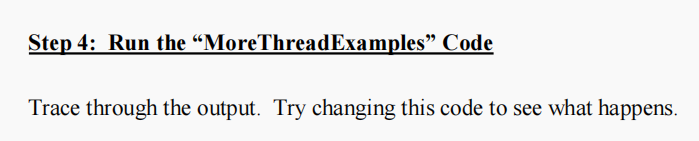 Step 4:  Run the “MoreThreadExamples” Code
Trace through the output.  Try changing this code to see what happens.